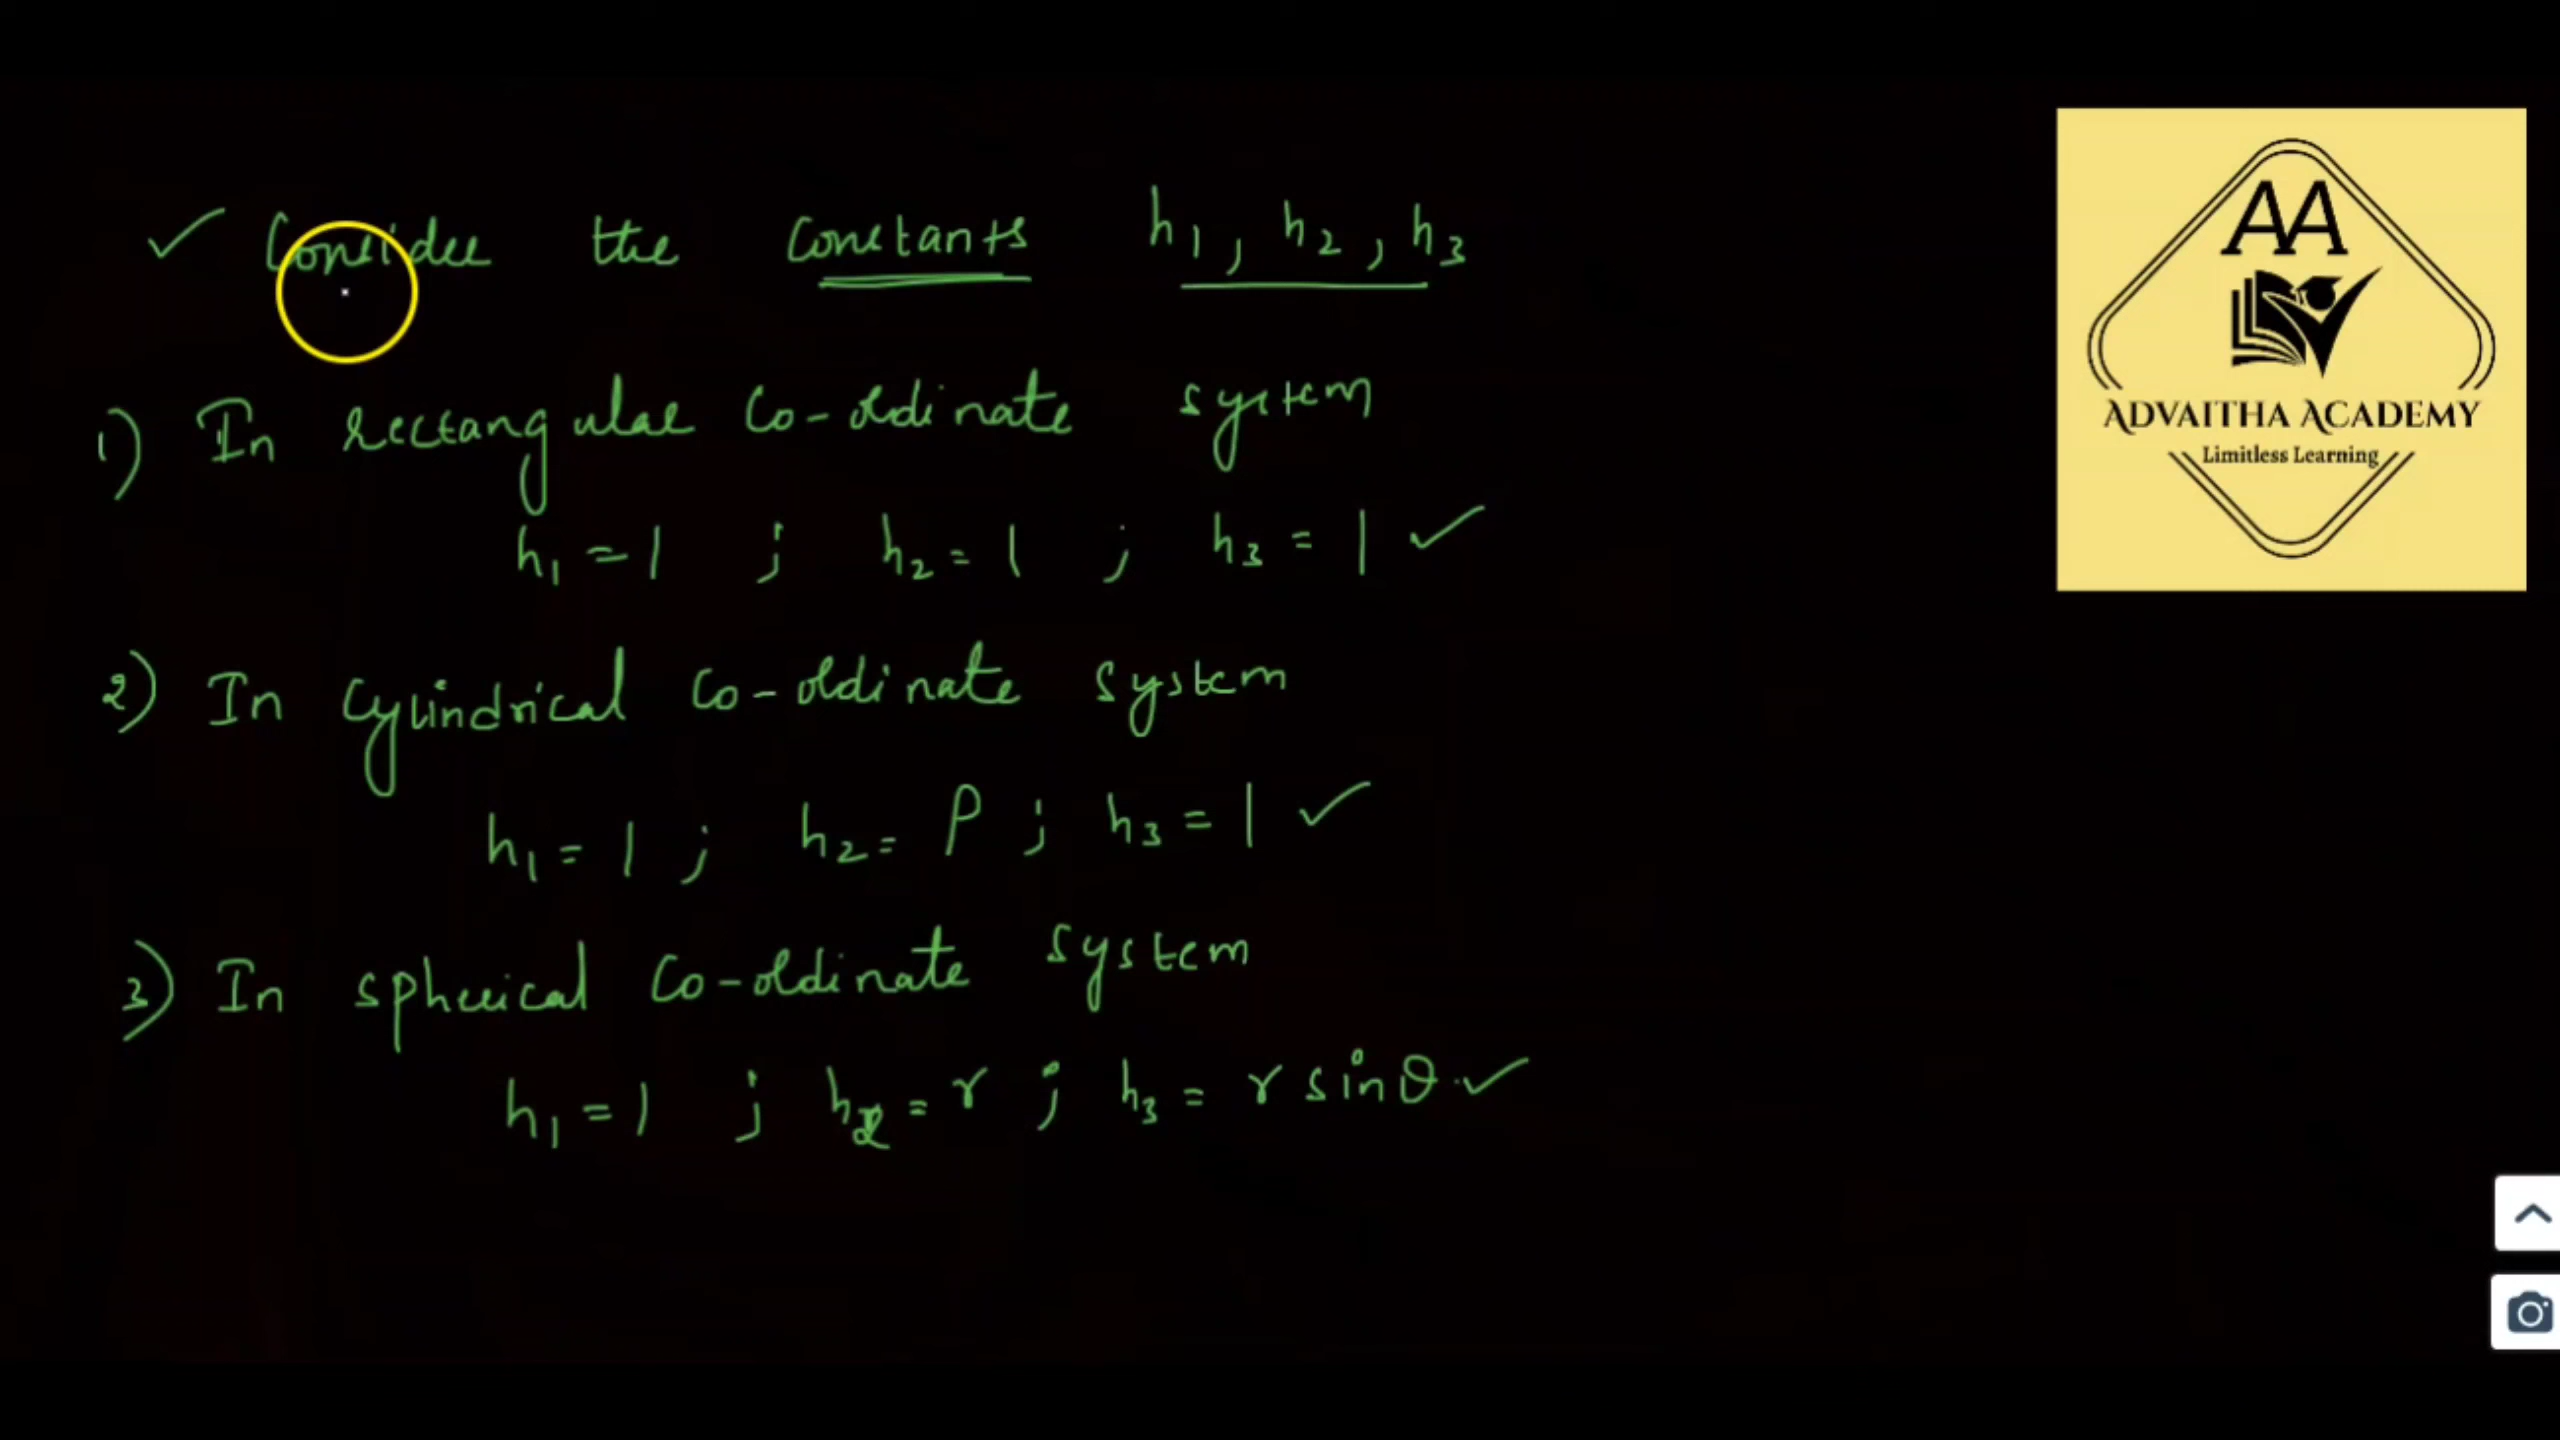 ✓ Consider the constants h₁, h₂, h₃
1) In rectangular Co-ordinate system
h₁ = 1 ; h₂ = 1 ; h₃ = 1 ✓
2) In cylindrical Co-ordinate system
h₁ = 1 ; h₂ = ρ ; h₃ = 1 ✓
3) In spherical Co-ordinate system
h₁ = 1 ; h₂ = r ; h₃ = r sinθ. ✓
AA
ADVAITHA ACADEMY
Limitless Learning